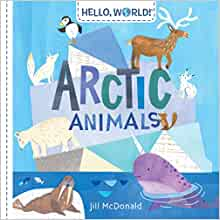 HELLO, WORLD!
ARCTIC
ANIMALS
Jill McDonald